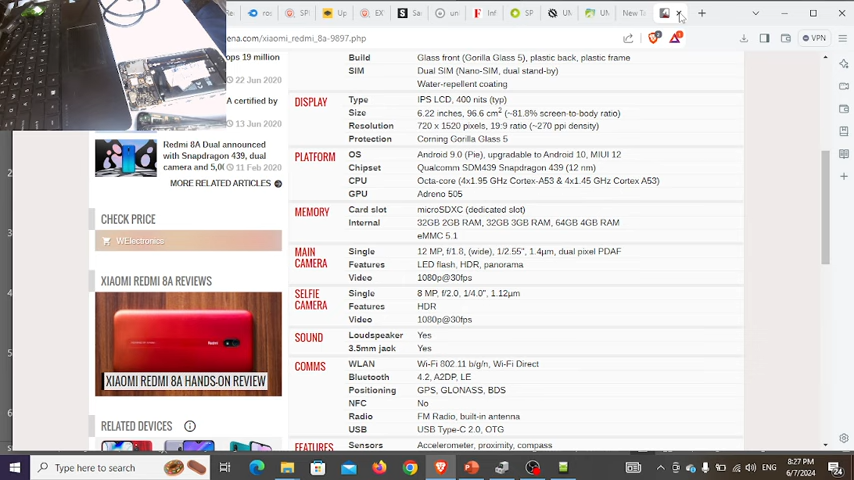 ros
SPI
Up
EX
Sa
un
Inf
SP
UM
UM
New Ta
ena.com/xiaomi_redmi_8a-9897.php
VPN
ops 19 million
22 Jun 2020
A certified by
13 Jun 2020
Redmi 8A Dual announced
with Snapdragon 439, dual
camera and 5,00
11 Feb 2020
MORE RELATED ARTICLES
CHECK PRICE
WElectronics
XIAOMI REDMI 8A REVIEWS
Redmi
XIAOMI REDMI 8A HANDS-ON REVIEW
RELATED DEVICES
Build Glass front (Gorilla Glass 5), plastic back, plastic frame
SIM Dual SIM (Nano-SIM, dual stand-by)
Water-repellent coating
DISPLAY Type IPS LCD, 400 nits (typ)
Size 6.22 inches, 96.6 cm2 (~81.8% screen-to-body ratio)
Resolution 720 x 1520 pixels, 19:9 ratio (~270 ppi density)
Protection Corning Gorilla Glass 5
PLATFORM OS Android 9.0 (Pie), upgradable to Android 10, MIUI 12
Chipset Qualcomm SDM439 Snapdragon 439 (12 nm)
CPU Octa-core (4x1.95 GHz Cortex-A53 & 4x1.45 GHz Cortex A53)
GPU Adreno 505
MEMORY Card slot microSDXC (dedicated slot)
Internal 32GB 2GB RAM, 32GB 3GB RAM, 64GB 4GB RAM
eMMC 5.1
MAIN CAMERA Single 12 MP, f/1.8, (wide), 1/2.55", 1.4µm, dual pixel PDAF
Features LED flash, HDR, panorama
Video 1080p@30fps
SELFIE CAMERA Single 8 MP, f/2.0, 1/4.0", 1.12µm
Features HDR
Video 1080p@30fps
SOUND Loudspeaker Yes
3.5mm jack Yes
COMMS WLAN Wi-Fi 802.11 b/g/n, Wi-Fi Direct
Bluetooth 4.2, A2DP, LE
Positioning GPS, GLONASS, BDS
NFC No
Radio FM Radio, built-in antenna
USB USB Type-C 2.0, OTG
FEATURES Sensors Accelerometer, proximity, compass
Type here to search
ENG
8:27 PM
6/7/2024
24